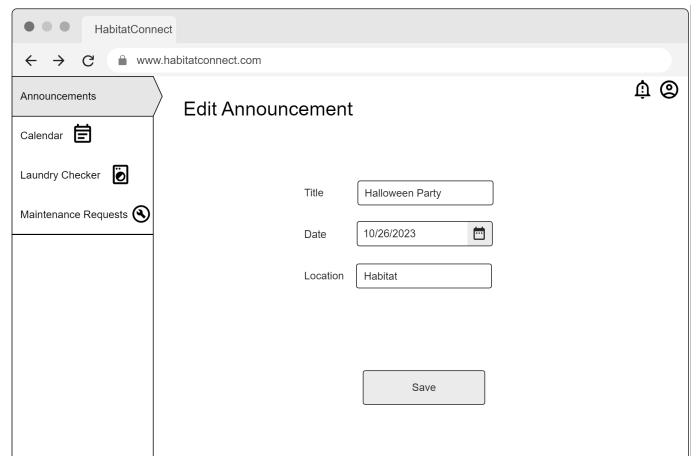 HabitatConnect
www.habitatconnect.com
Announcements
Calendar
Laundry Checker
Maintenance Requests
Edit Announcement
Title
Halloween Party
Date
10/26/2023
Location
Habitat
Save